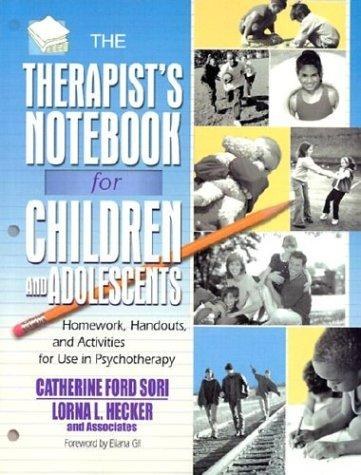 THE
THERAPIST'S
NOTEBOOK
for
CHILDREN
AND ADOLESCENTS
Homework, Handouts,
and Activities
for Use in Psychotherapy
CATHERINE FORD SORI
LORNA L. HECKER
and Associates
Foreword by Eliana Gil